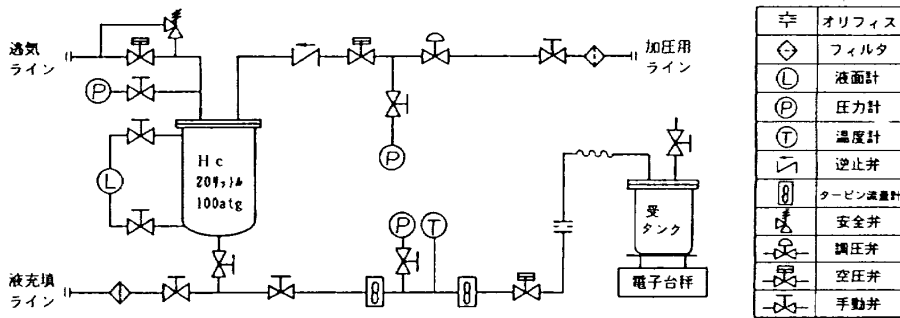 通気
ライン
P
L
Hc
20リットル
100atg
液充填
ライン
加圧用
ライン
P
P
T
受
タンク
電子台秤
オリフィス
フィルタ
L 液面計
P 圧力計
T 温度計
逆止弁
タービン流量計
安全弁
調圧弁
空圧弁
手動弁